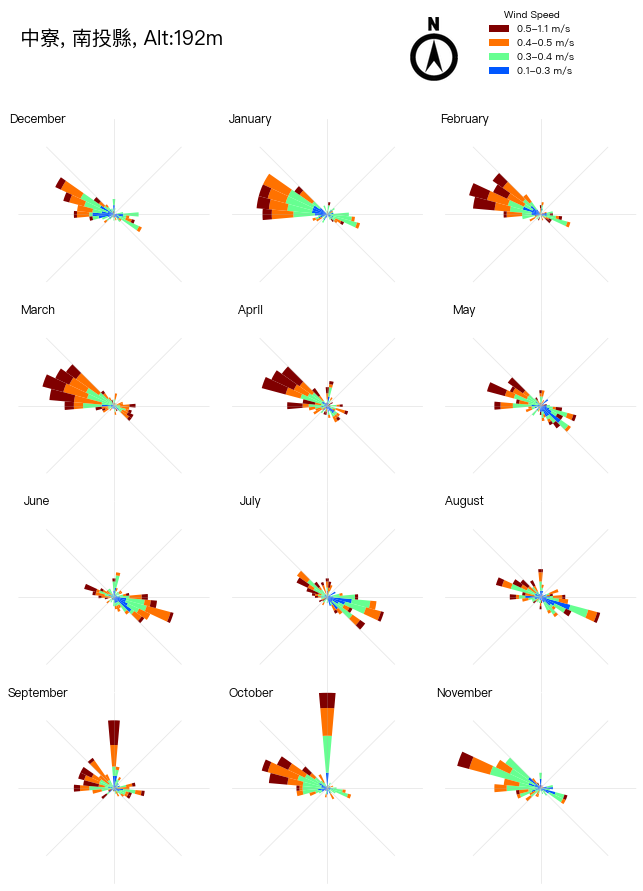 中寮, 南投縣, Alt:192m
N
Wind Speed
0.5–1.1 m/s
0.4–0.5 m/s
0.3–0.4 m/s
0.1–0.3 m/s
December
January
February
March
April
May
June
July
August
September
October
November